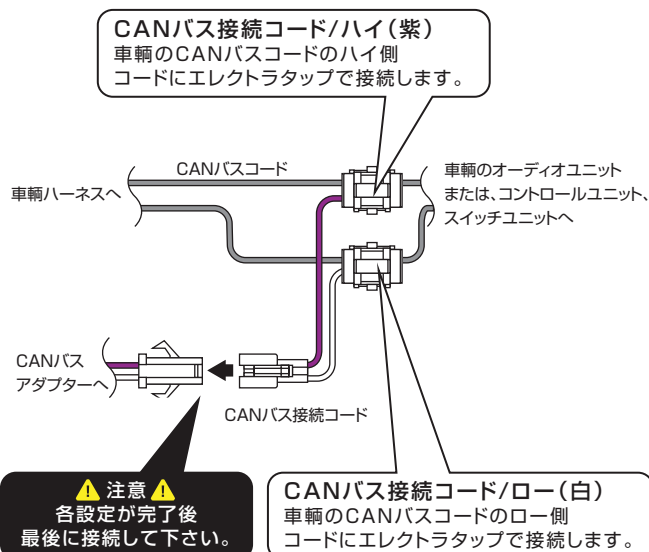 CANバス接続コード/ハイ(紫)
車輌のCANバスコードのハイ側
コードにエレクトラタップで接続します。
CANバスコード
車輌ハーネスへ
車輌のオーディオユニット
または、コントロールユニット、
スイッチユニットへ
CANバス
アダプターへ
CANバス接続コード
注意
各設定が完了後
最後に接続して下さい。
CANバス接続コード/ロー(白)
車輌のCANバスコードのロー側
コードにエレクトラタップで接続します。